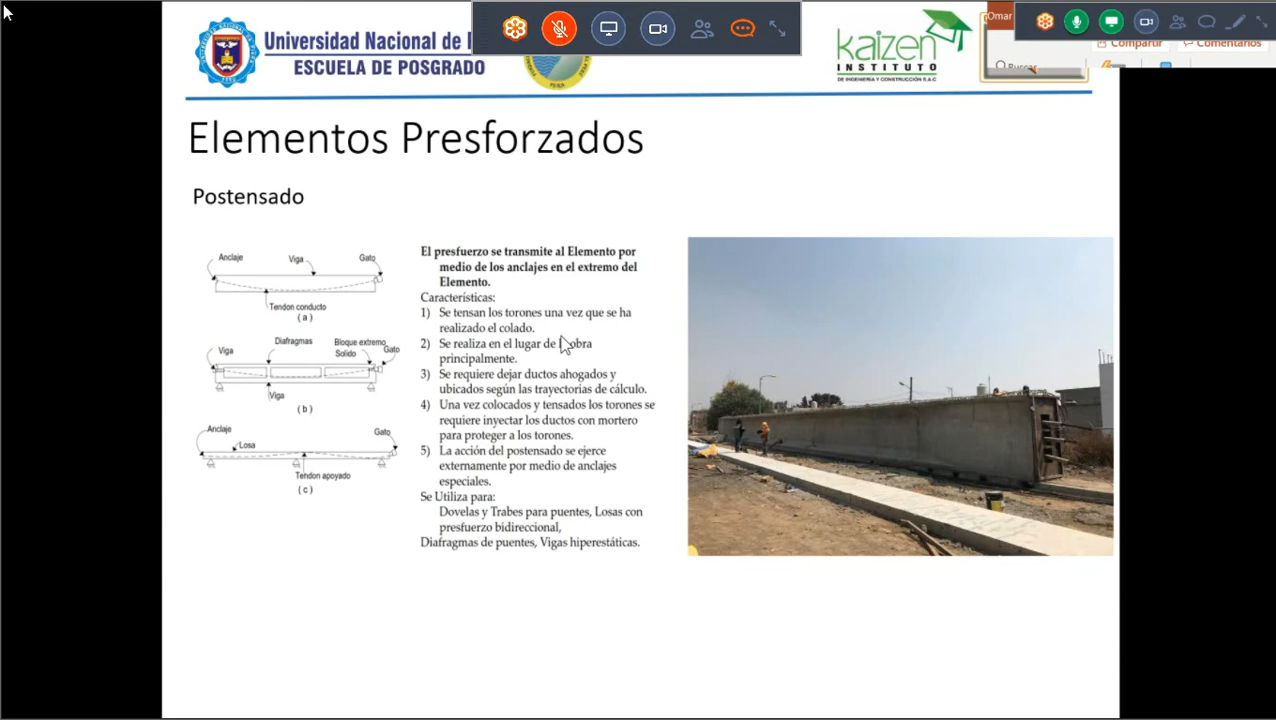 Universidad Nacional de
ESCUELA DE POSGRADO
kaizen
INSTITUTO
DE INGENIERÍA Y CONSTRUCCIÓN S.A.C
Omar
Compartir
Comentarios
Buscar
Elementos Presforzados
Postensado
Anclaje
Viga
Gato
Tendon conducto
( a )
Diafragmas
Bloque extremo
Solido
Viga
Gato
Viga
( b )
Anclaje
Losa
Gato
Tendon apoyado
( c )
El presfuerzo se transmite al Elemento por
medio de los anclajes en el extremo del
Elemento.
Características:
1) Se tensan los torones una vez que se ha
realizado el colado.
2) Se realiza en el lugar de obra
principalmente.
3) Se requiere dejar ductos ahogados y
ubicados según las trayectorias de cálculo.
4) Una vez colocados y tensados los torones se
requiere inyectar los ductos con mortero
para proteger a los torones.
5) La acción del postensado se ejerce
externamente por medio de anclajes
especiales.
Se Utiliza para:
Dovelas y Trabes para puentes, Losas con
presfuerzo bidireccional,
Diafragmas de puentes, Vigas hiperestáticas.